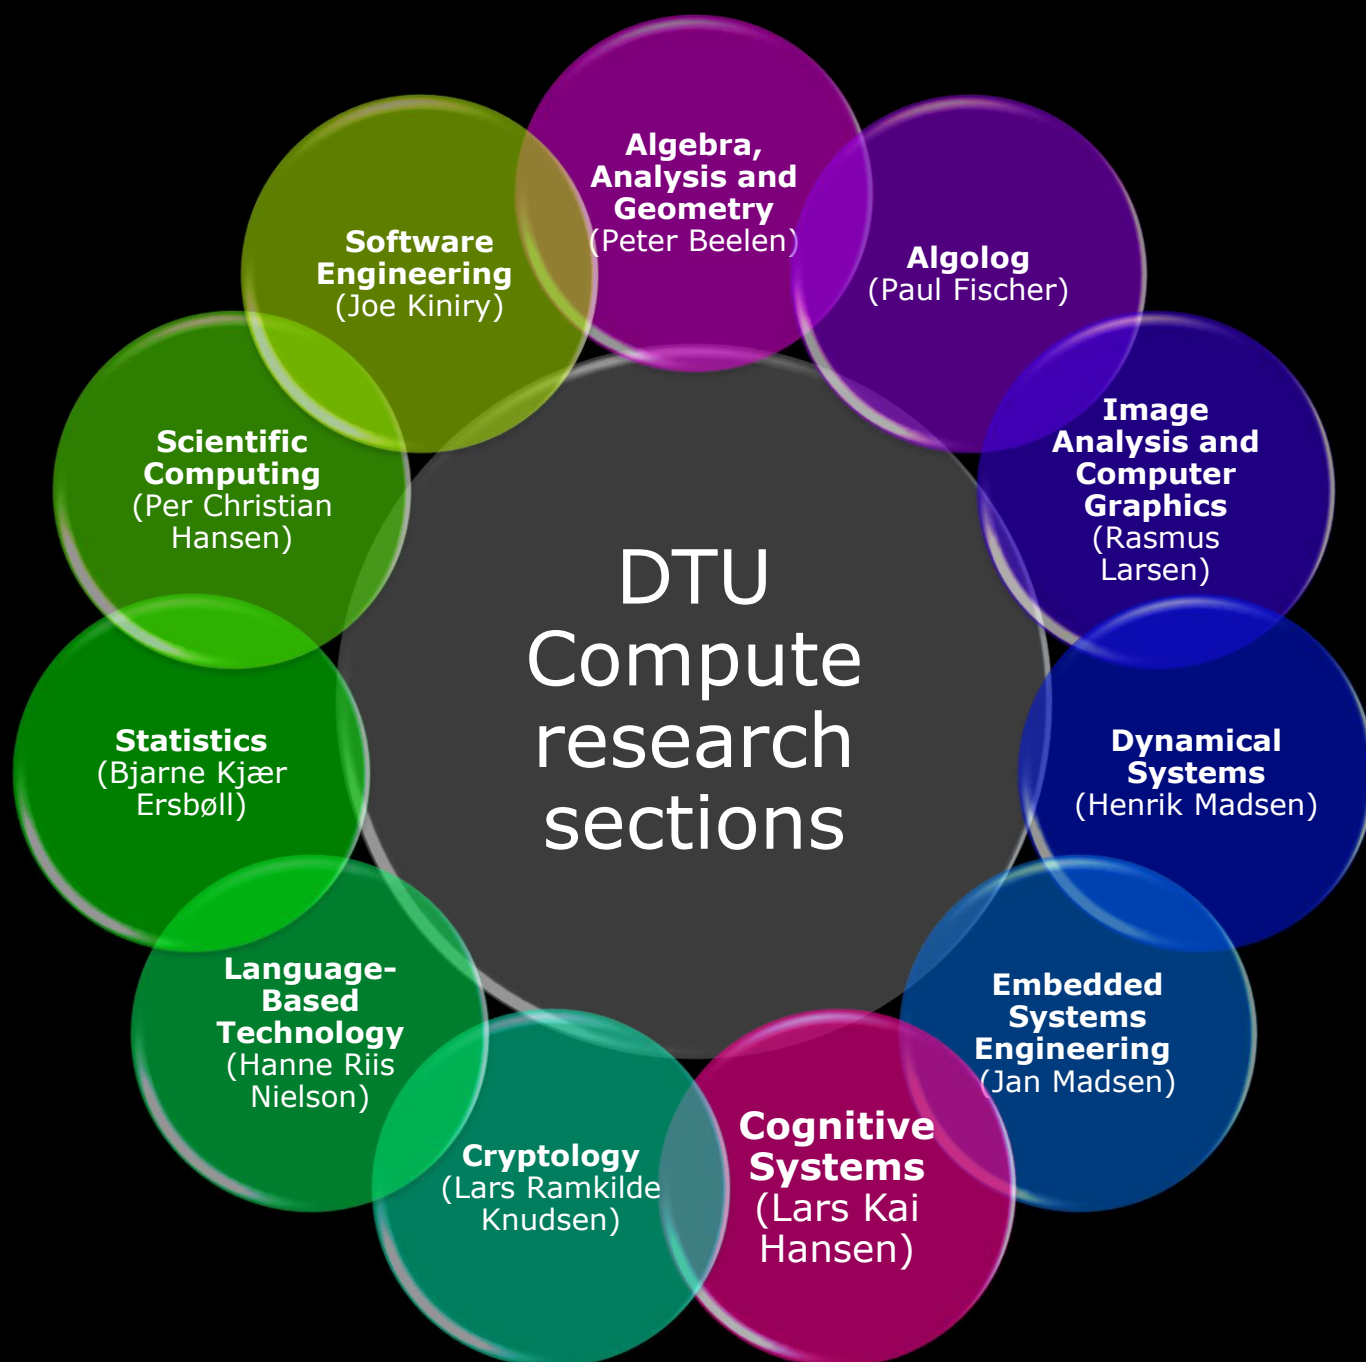 DTU
Compute
research
sections
Algebra,
Analysis and
Geometry
(Peter Beelen)
Algolog
(Paul Fischer)
Image
Analysis and
Computer
Graphics
(Rasmus
Larsen)
Dynamical
Systems
(Henrik Madsen)
Embedded
Systems
Engineering
(Jan Madsen)
Cognitive
Systems
(Lars Kai
Hansen)
Cryptology
(Lars Ramkilde
Knudsen)
Language-
Based
Technology
(Hanne Riis
Nielson)
Statistics
(Bjarne Kjær
Ersbøll)
Scientific
Computing
(Per Christian
Hansen)
Software
Engineering
(Joe Kiniry)